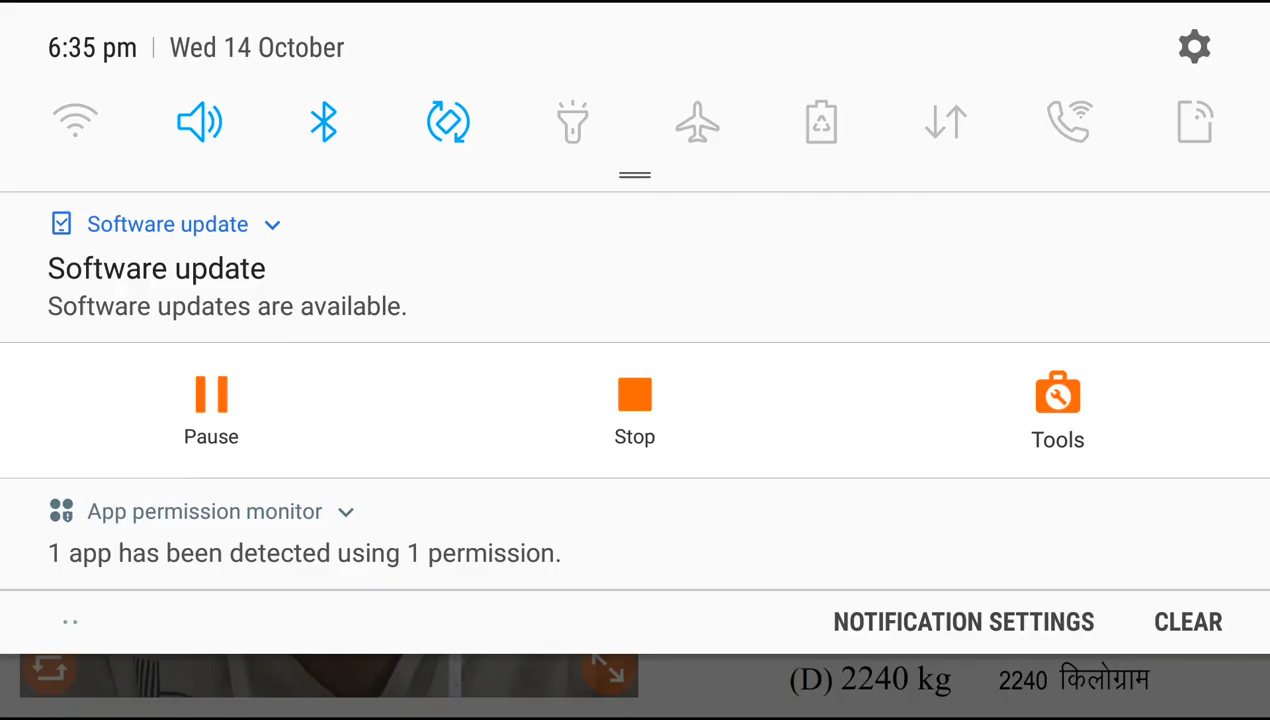 6:35 pm | Wed 14 October
Software update
Software update
Software updates are available.
Pause Stop Tools
App permission monitor
1 app has been detected using 1 permission.
NOTIFICATION SETTINGS CLEAR
(D) 2240 kg 2240 किलोग्राम